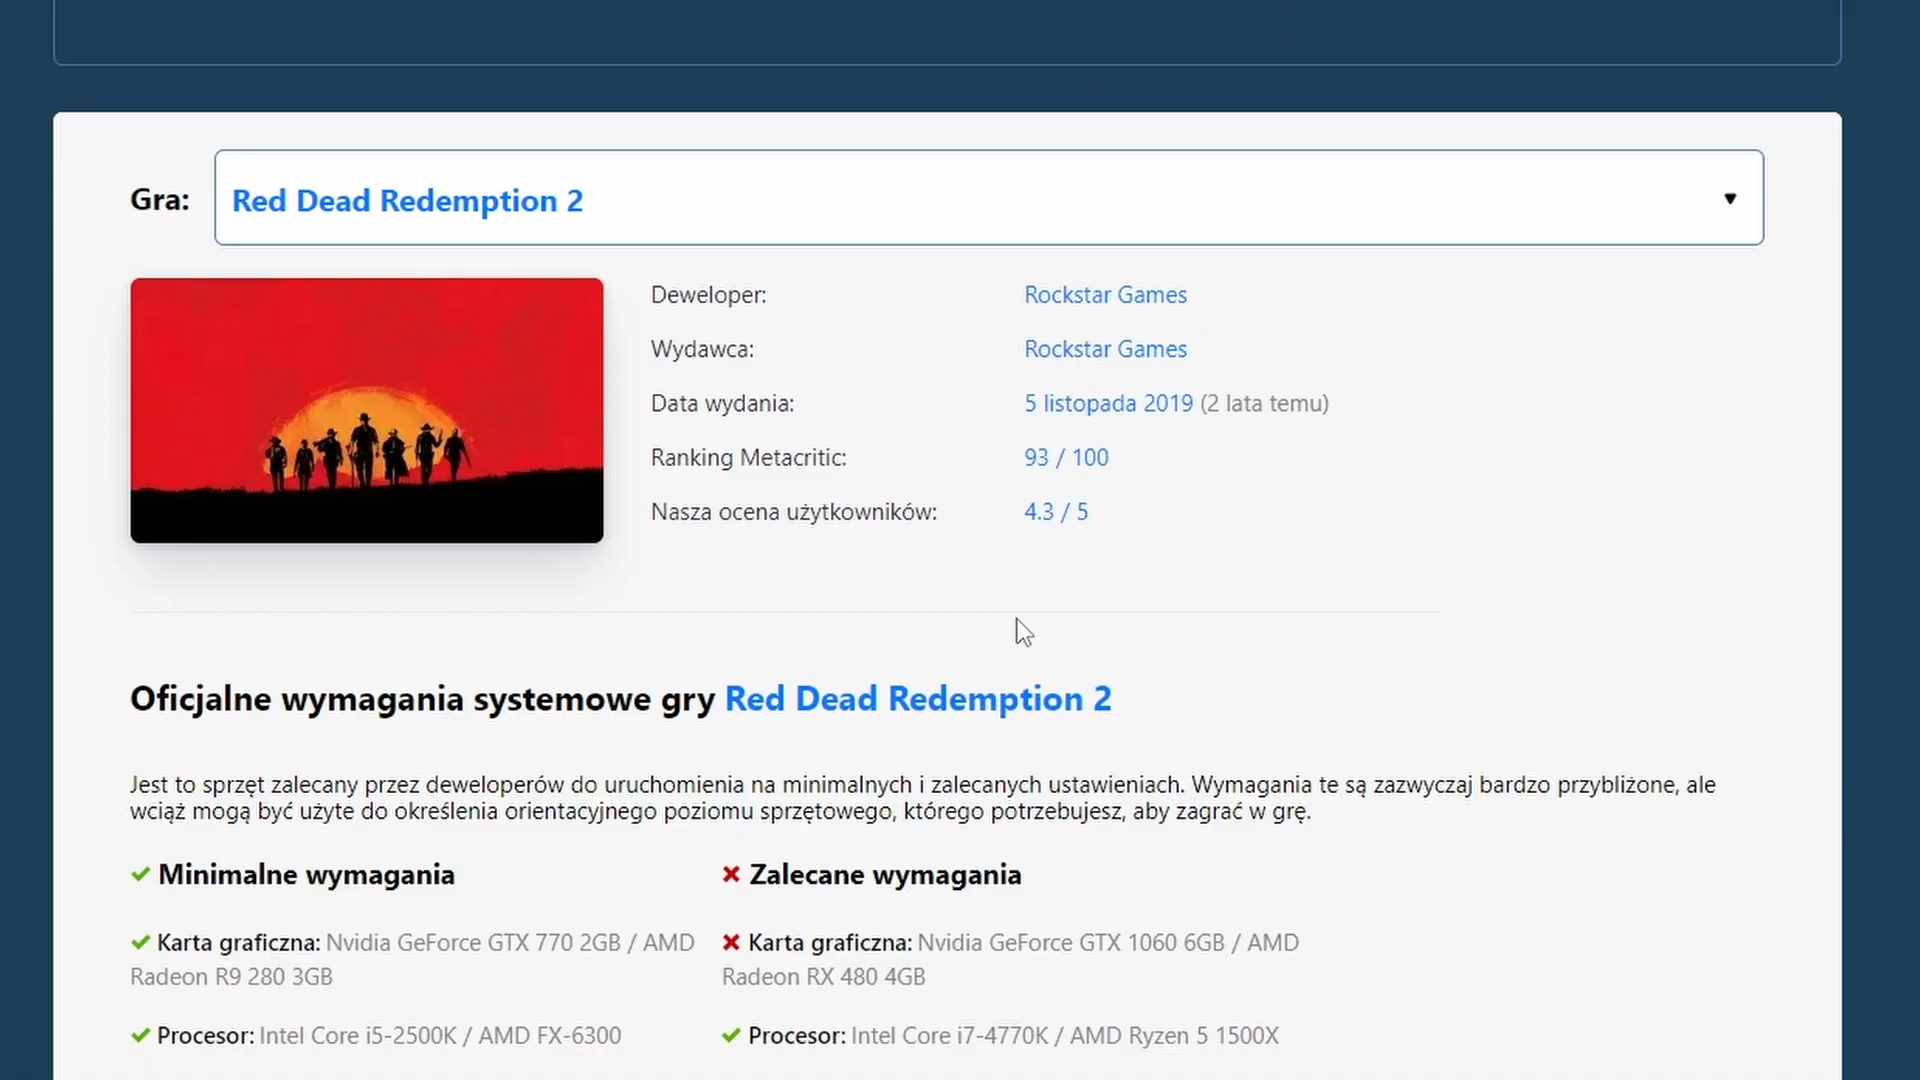 Gra:
Red Dead Redemption 2
Deweloper:
Rockstar Games
Wydawca:
Rockstar Games
Data wydania:
5 listopada 2019 (2 lata temu)
Ranking Metacritic:
93 / 100
Nasza ocena użytkowników:
4.3 / 5
Oficjalne wymagania systemowe gry Red Dead Redemption 2
Jest to sprzęt zalecany przez deweloperów do uruchomienia na minimalnych i zalecanych ustawieniach. Wymagania te są zazwyczaj bardzo przybliżone, ale
wciąż mogą być użyte do określenia orientacyjnego poziomu sprzętowego, którego potrzebujesz, aby zagrać w grę.
Minimalne wymagania
Karta graficzna: Nvidia GeForce GTX 770 2GB / AMD
Radeon R9 280 3GB
Procesor: Intel Core i5-2500K / AMD FX-6300
Zalecane wymagania
Karta graficzna: Nvidia GeForce GTX 1060 6GB / AMD
Radeon RX 480 4GB
Procesor: Intel Core i7-4770K / AMD Ryzen 5 1500X